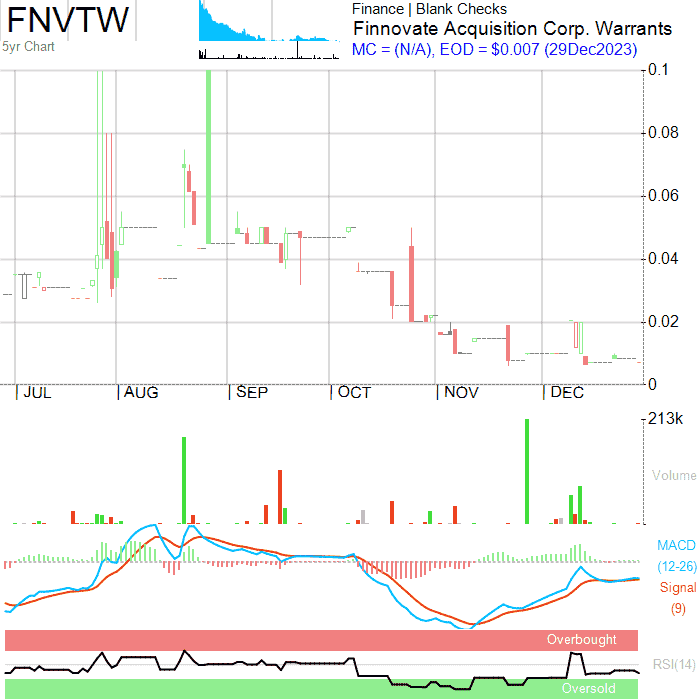 FNVTW
5yr Chart
Finance | Blank Checks
Finnovate Acquisition Corp. Warrants
MC = (N/A), EOD = $0.007 (29Dec2023)
0.1
0.08
0.06
0.04
0.02
0
JUL AUG SEP OCT NOV DEC
213k
Volume
MACD
(12-26)
Signal
(9)
Overbought
RSI(14)
Oversold